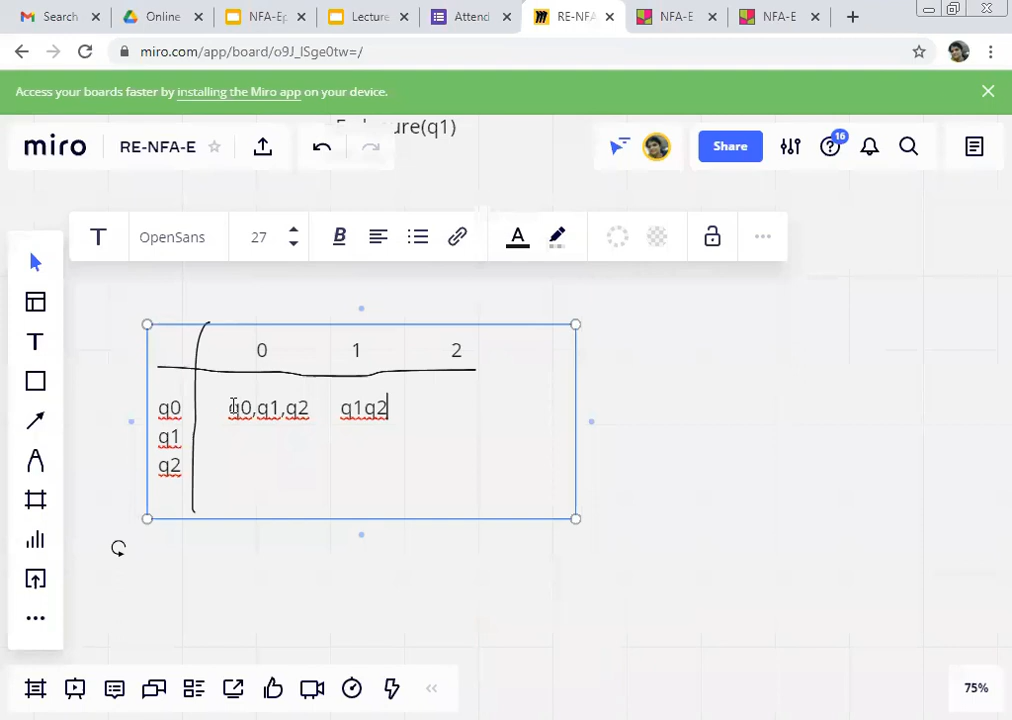 Search
Online
NFA-Ep
Lecture
Attend
RE-NFA
NFA-E
NFA-E
miro.com/app/board/o9J_lSge0tw=/
Access your boards faster by installing the Miro app on your device.
(q1)
miro
RE-NFA-E
Share
16
OpenSans
27
B
A
0 1 2
q0 q0,q1,q2 q1q2
q1
q2
75%